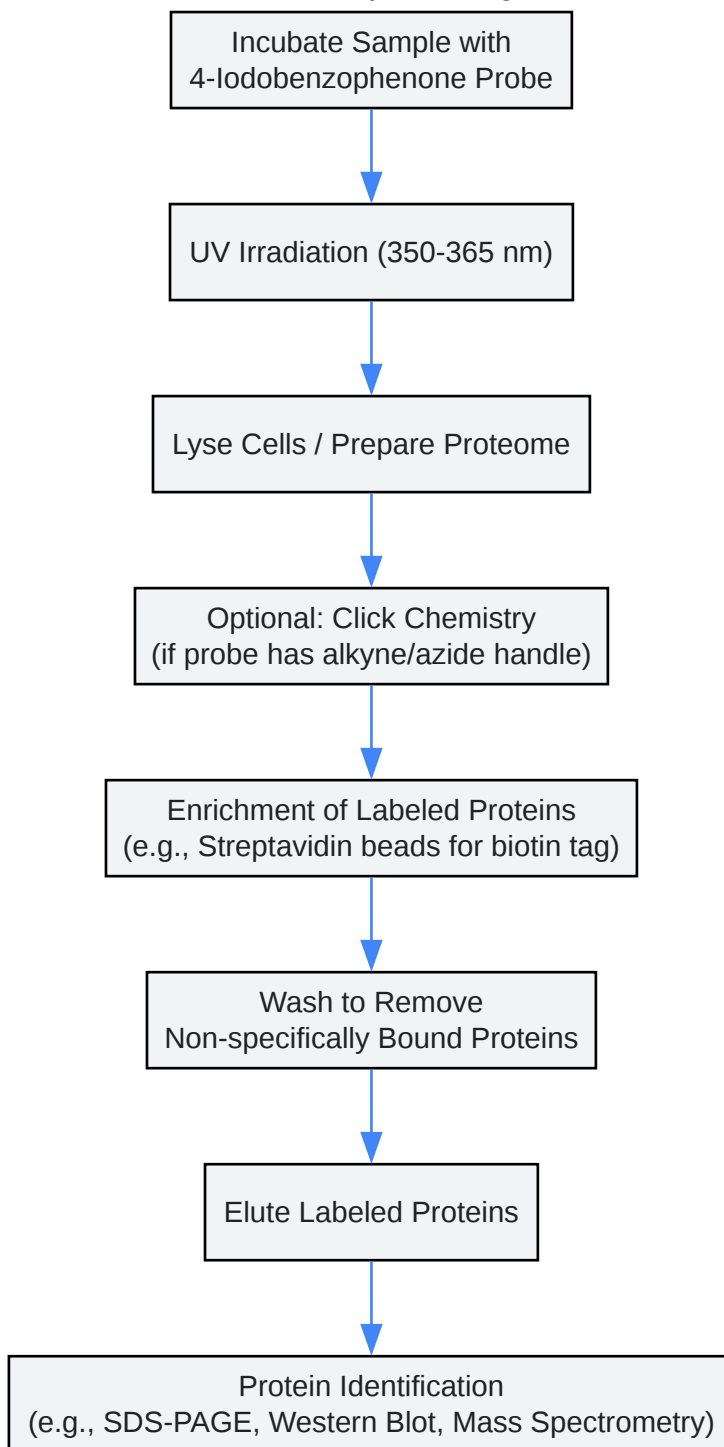 Incubate Sample with
4-Iodobenzophenone Probe
UV Irradiation (350-365 nm)
Lyse Cells / Prepare Proteome
Optional: Click Chemistry
(if probe has alkyne/azide handle)
Enrichment of Labeled Proteins
(e.g., Streptavidin beads for biotin tag)
Wash to Remove
Non-specifically Bound Proteins
Elute Labeled Proteins
Protein Identification
(e.g., SDS-PAGE, Western Blot, Mass Spectrometry)